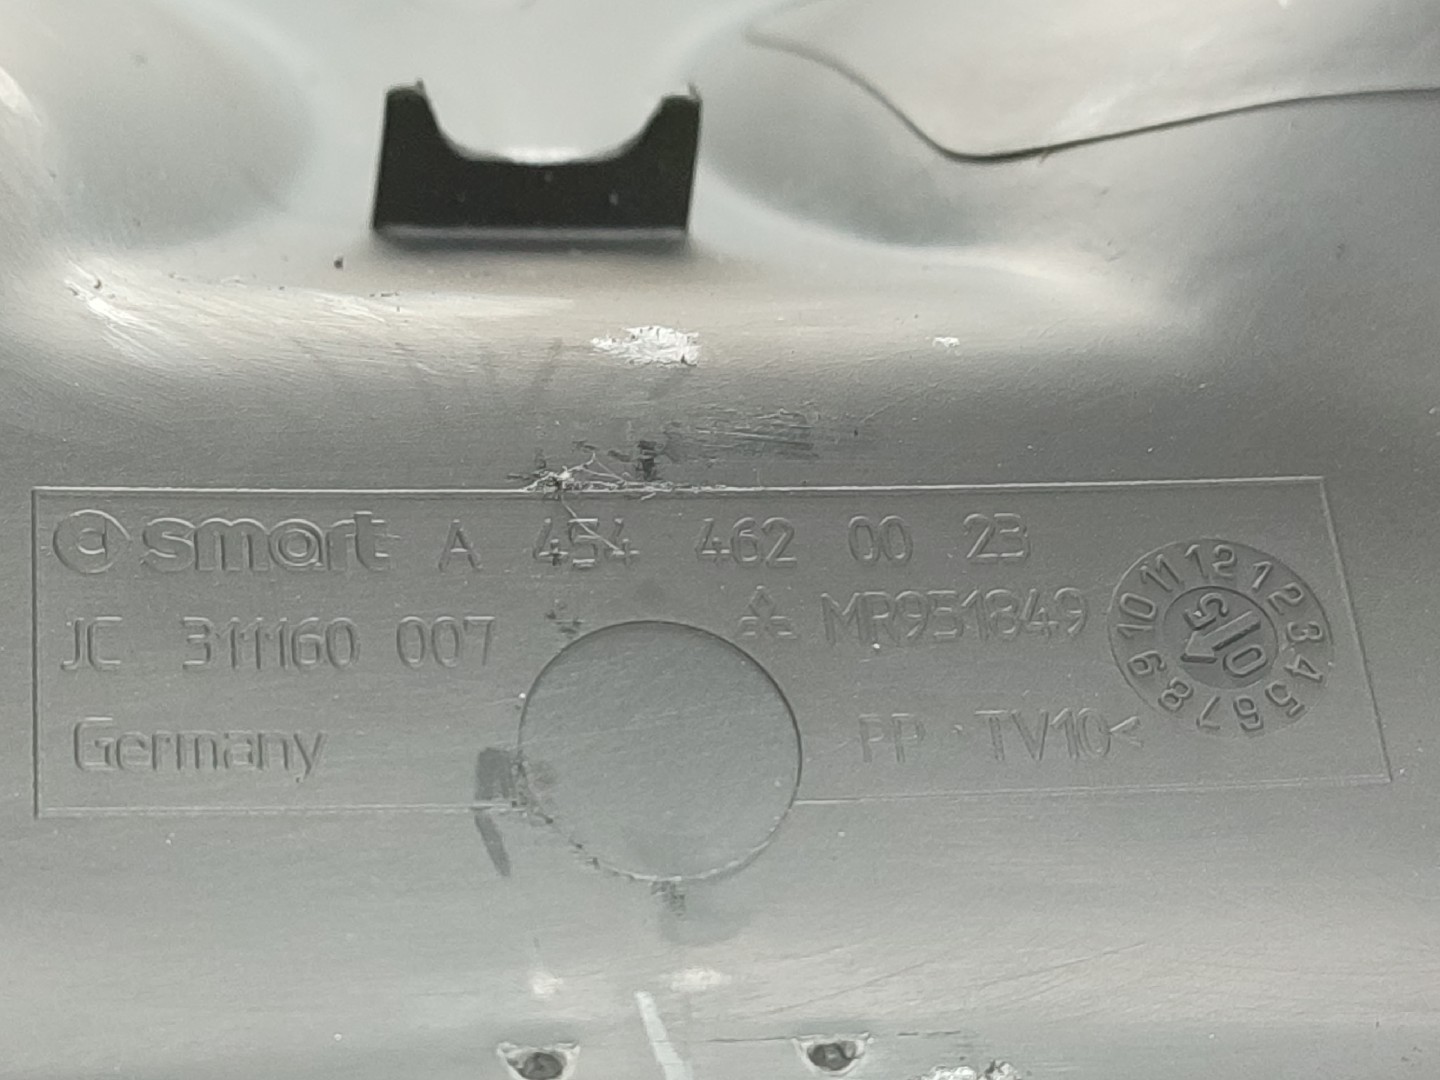 smart A 454 462 00 23
JC 311160 007
MR951849
Germany
PP TV10<
1 2 3 4 5 6 7 8 9 10 11 12